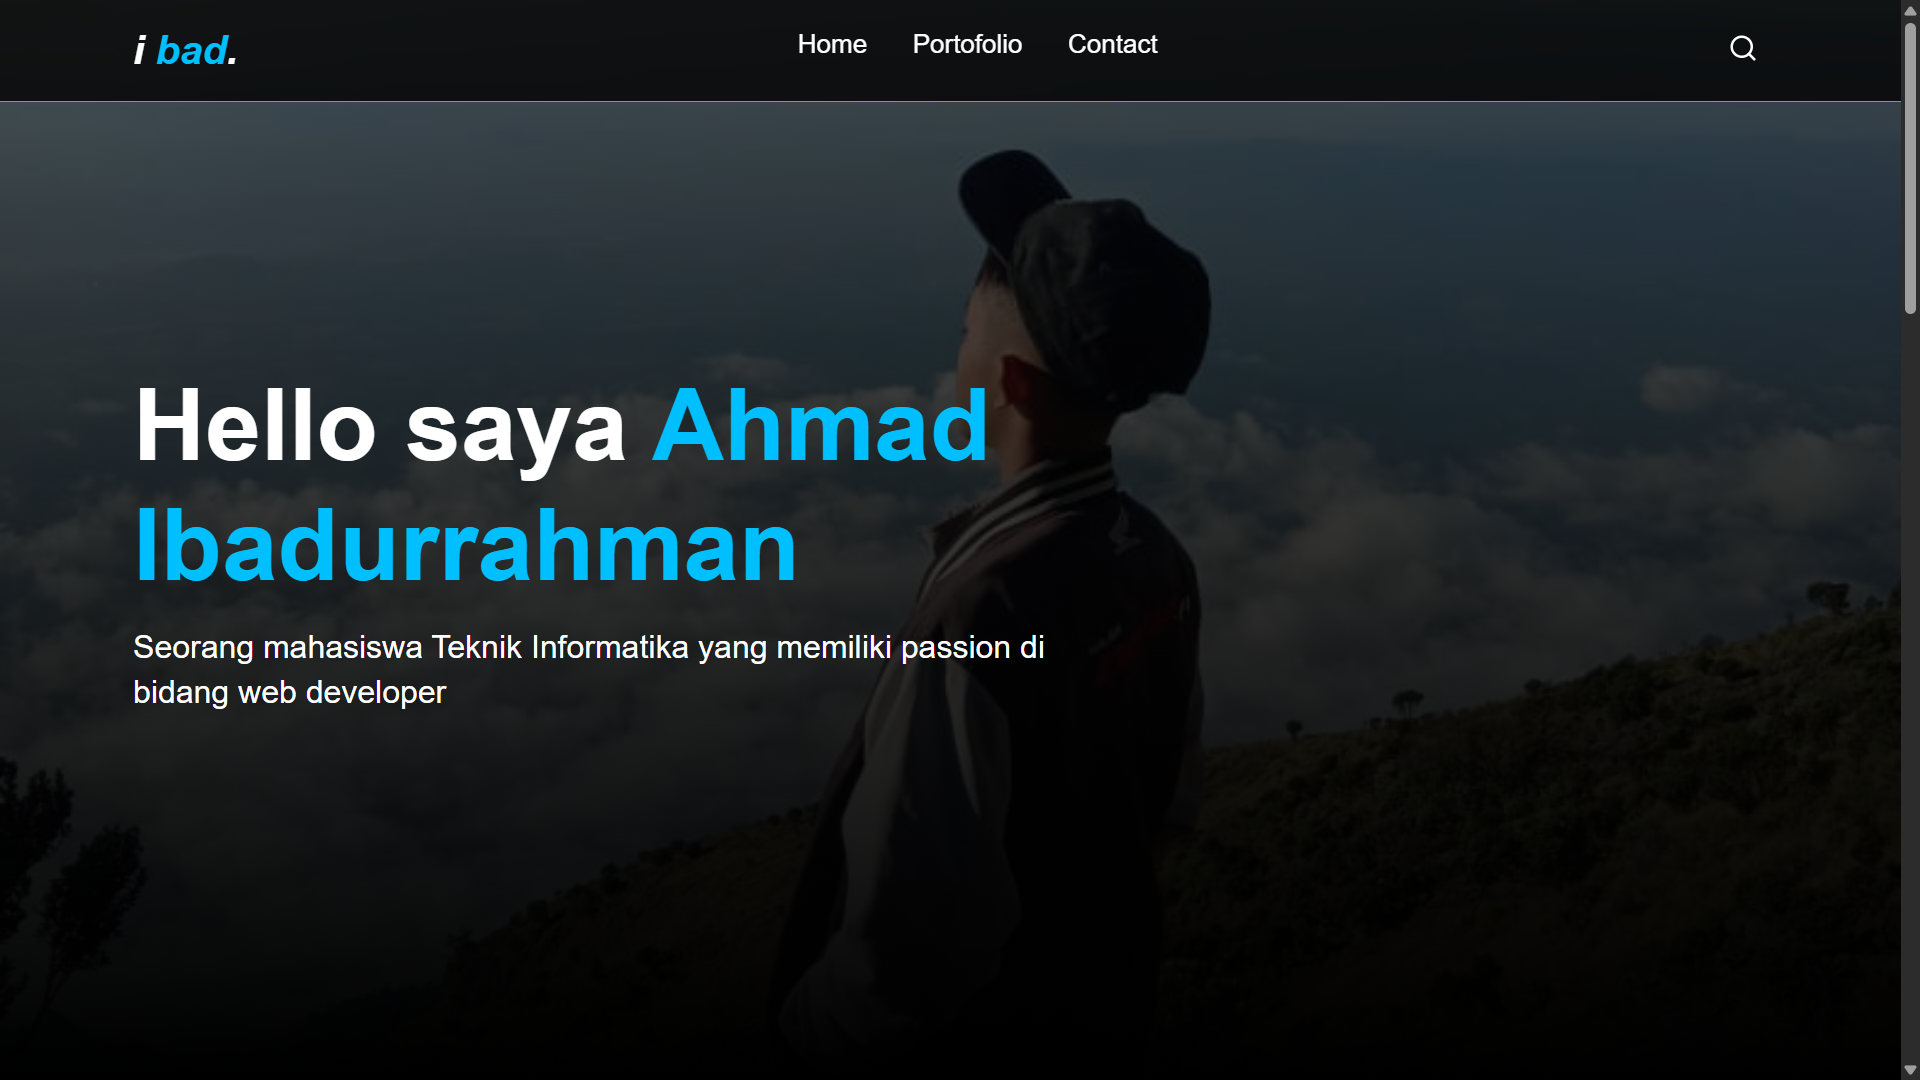 i bad.
Home Portofolio Contact
Hello saya Ahmad
Ibadurrahman
Seorang mahasiswa Teknik Informatika yang memiliki passion di
bidang web developer